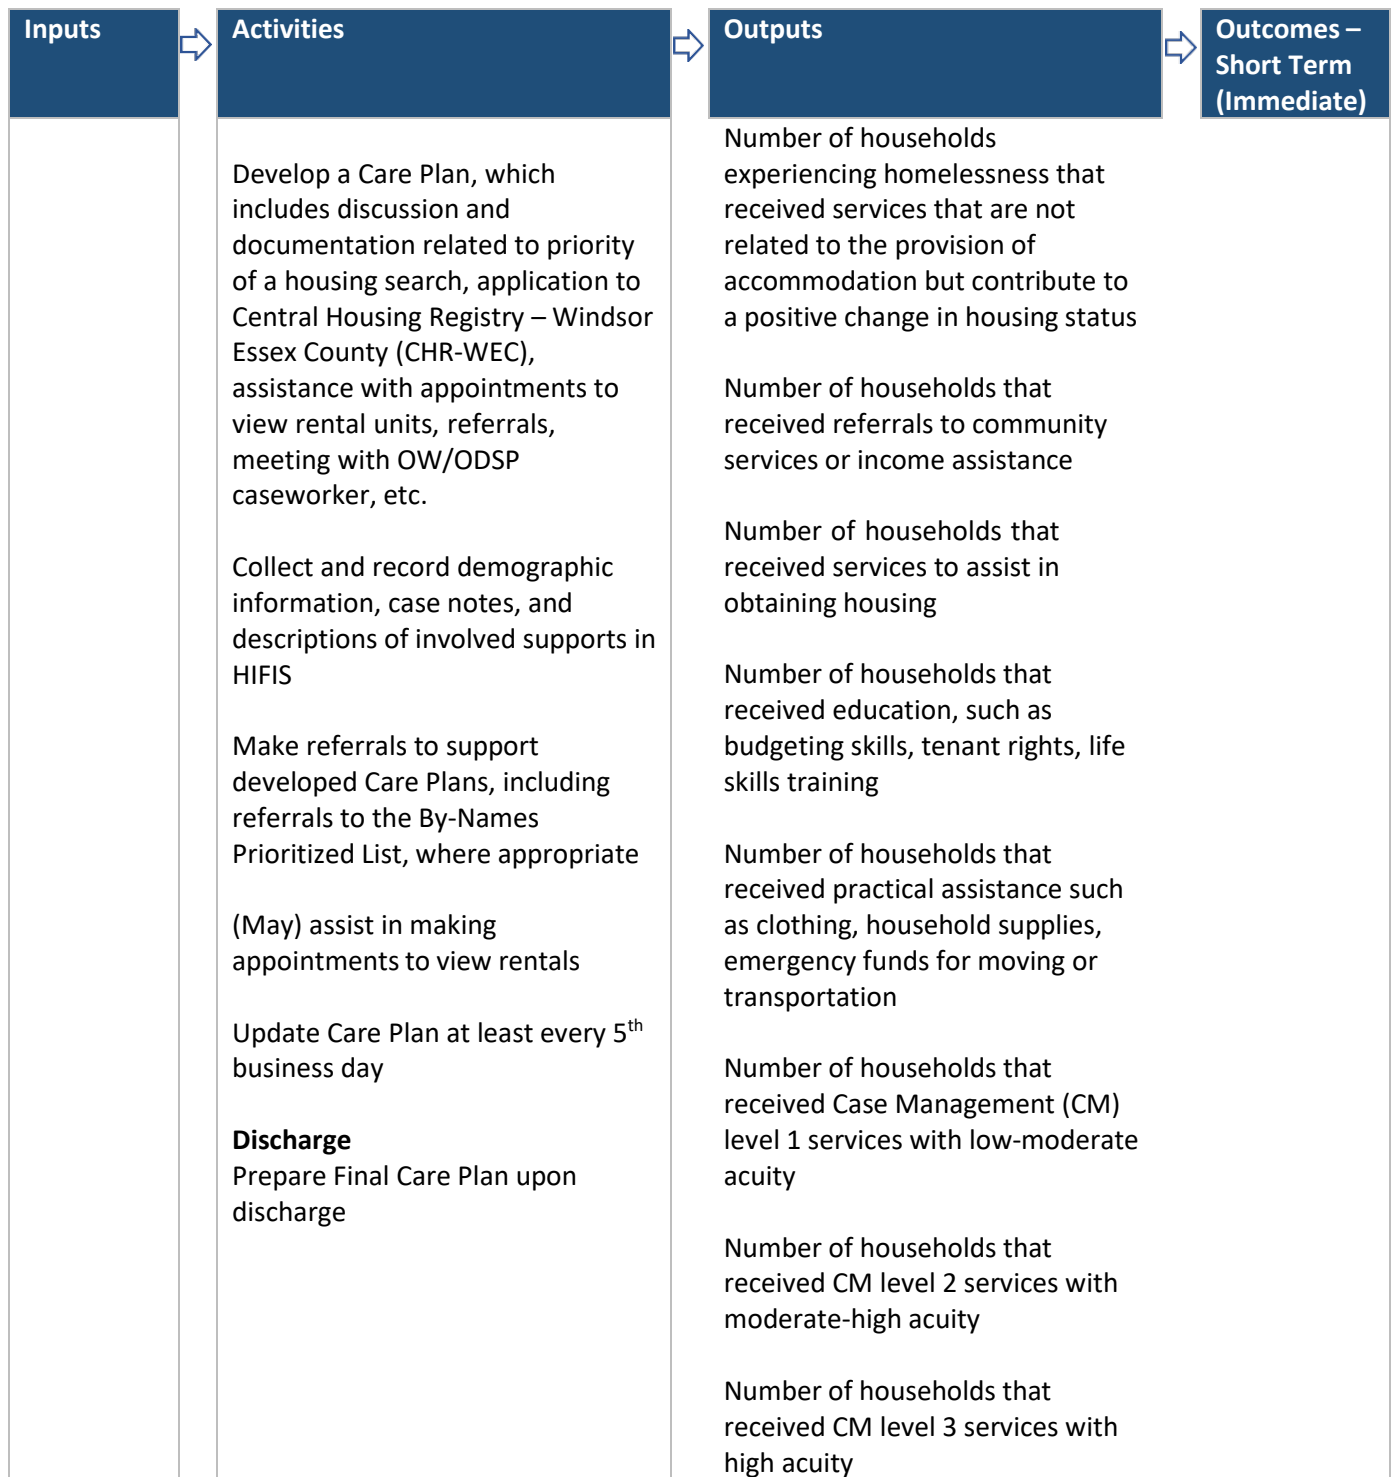 Inputs
Activities
Outputs
Outcomes –
Short Term
(Immediate)
Develop a Care Plan, which
includes discussion and
documentation related to priority
of a housing search, application to
Central Housing Registry – Windsor
Essex County (CHR-WEC),
assistance with appointments to
view rental units, referrals,
meeting with OW/ODSP
caseworker, etc.
Collect and record demographic
information, case notes, and
descriptions of involved supports in
HIFIS
Make referrals to support
developed Care Plans, including
referrals to the By-Names
Prioritized List, where appropriate
(May) assist in making
appointments to view rentals
Update Care Plan at least every 5th
business day
Discharge
Prepare Final Care Plan upon
discharge
Number of households
experiencing homelessness that
received services that are not
related to the provision of
accommodation but contribute to
a positive change in housing status
Number of households that
received referrals to community
services or income assistance
Number of households that
received services to assist in
obtaining housing
Number of households that
received education, such as
budgeting skills, tenant rights, life
skills training
Number of households that
received practical assistance such
as clothing, household supplies,
emergency funds for moving or
transportation
Number of households that
received Case Management (CM)
level 1 services with low-moderate
acuity
Number of households that
received CM level 2 services with
moderate-high acuity
Number of households that
received CM level 3 services with
high acuity